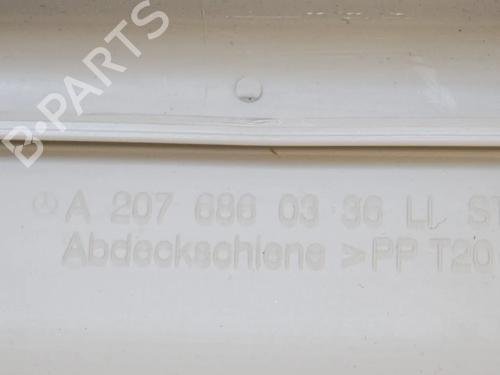 B-PARTS
A 207 686 03 36 LI
Abdeckschiene >PP T20